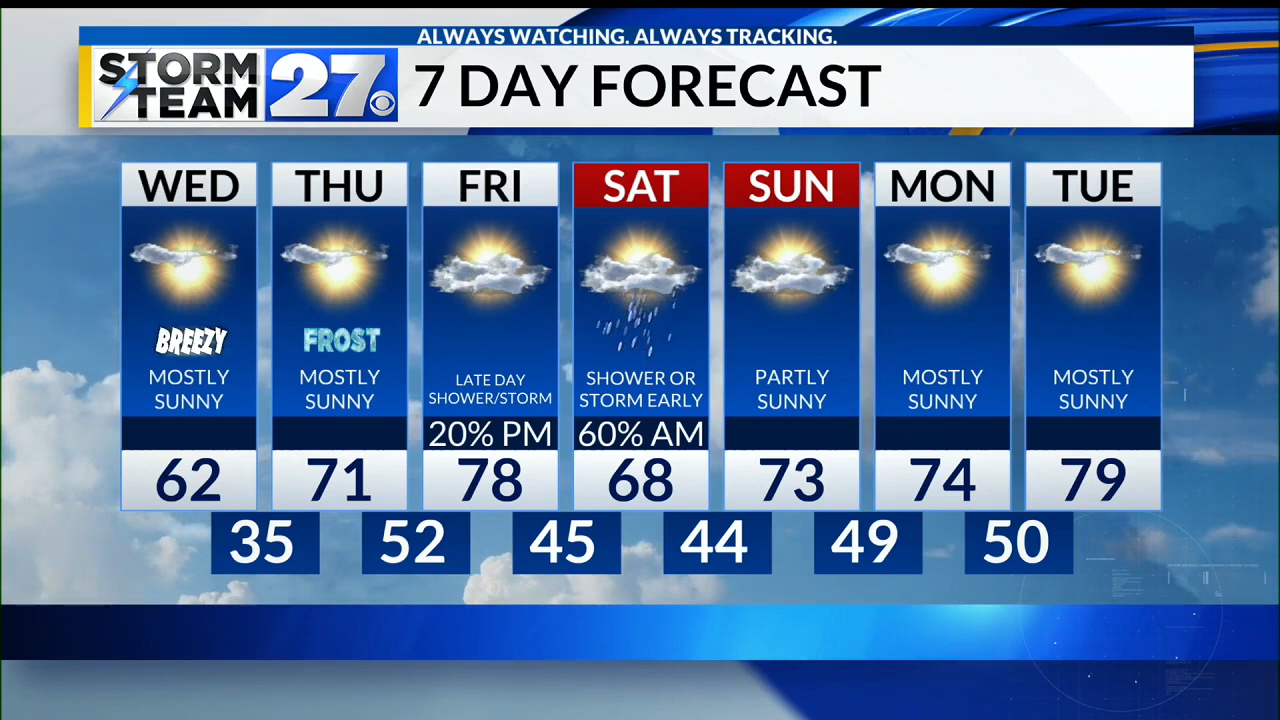 ALWAYS WATCHING. ALWAYS TRACKING.
STORM
TEAM
27
7 DAY FORECAST
WED
THU
FRI
SAT
SUN
MON
TUE
BREEZY
FROST
MOSTLY
SUNNY
MOSTLY
SUNNY
LATE DAY
SHOWER/STORM
SHOWER OR
STORM EARLY
PARTLY
SUNNY
MOSTLY
SUNNY
MOSTLY
SUNNY
20% PM
60% AM
62
71
78
68
73
74
79
35
52
45
44
49
50